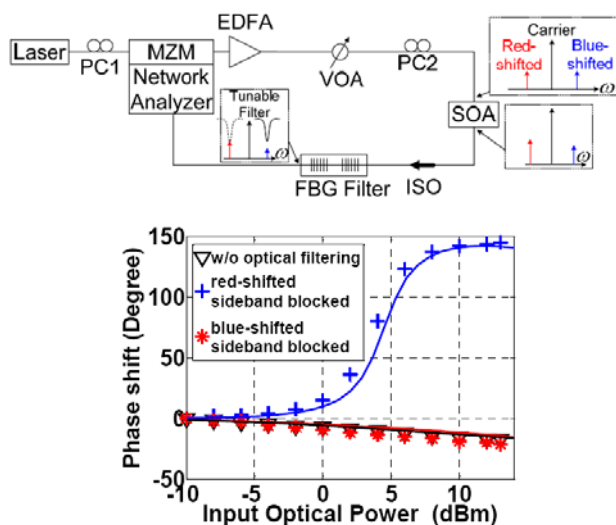 EDFA
Laser
PC1
MZM
Network
Analyzer
VOA
PC2
Carrier
Red-
shifted
Blue-
shifted
ω
SOA
ω
Tunable
Filter
ω
FBG Filter
ISO
150
100
50
0
-50
Phase shift (Degree)
w/o optical filtering
red-shifted
sideband blocked
blue-shifted
sideband blocked
-10
-5
0
5
10
Input Optical Power (dBm)